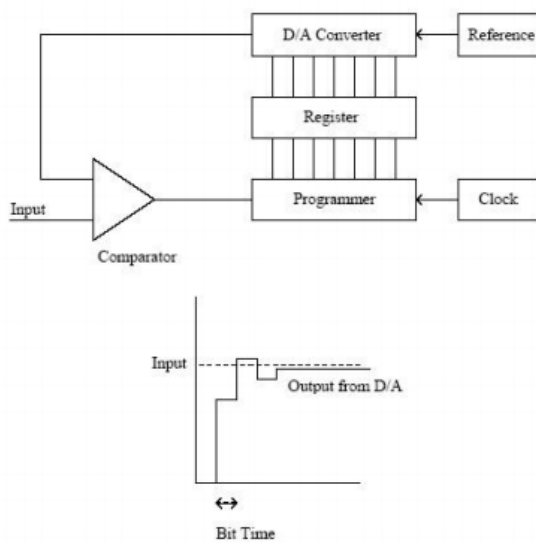 D/A Converter
Reference
Register
Input
Programmer
Clock
Comparator
Input
Output from D/A
Bit Time